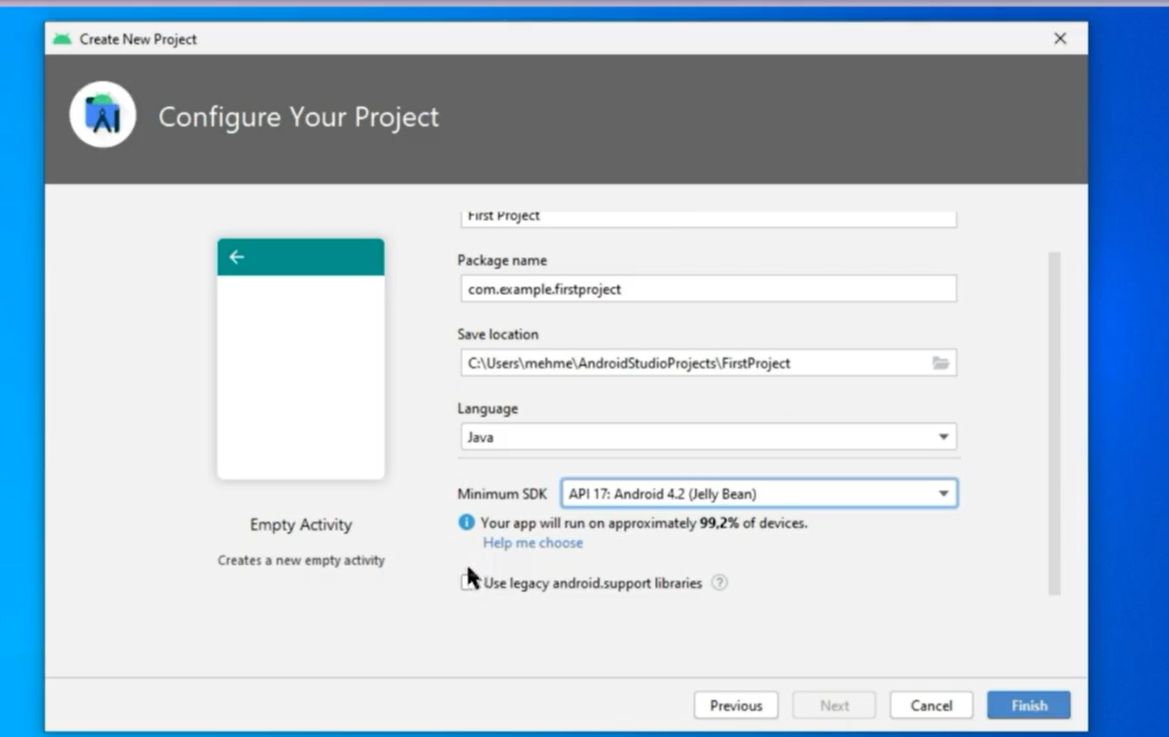 Create New Project
Configure Your Project
First Project
Package name
com.example.firstproject
Save location
C:\Users\mehme\AndroidStudioProjects\FirstProject
Language
Java
Minimum SDK API 17: Android 4.2 (Jelly Bean)
Your app will run on approximately 99,2% of devices.
Help me choose
Use legacy android.support libraries ?
Empty Activity
Creates a new empty activity
Previous Next Cancel Finish